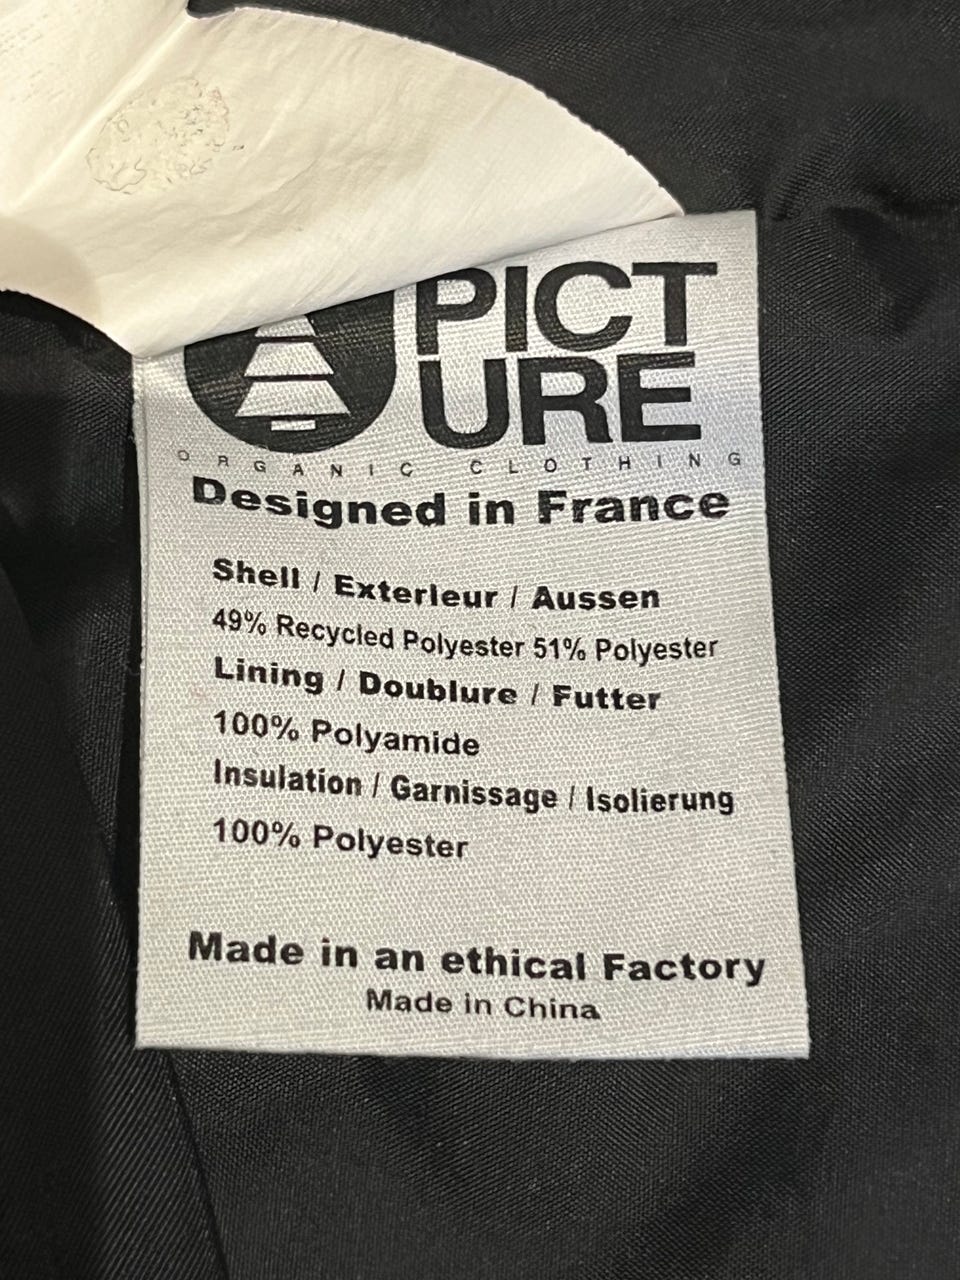 PICT
URE
ORGANIC CLOTHING
Designed in France
Shell / Exterieur / Aussen
49% Recycled Polyester 51% Polyester
Lining / Doublure / Futter
100% Polyamide
Insulation / Garnissage / Isolierung
100% Polyester
Made in an ethical Factory
Made in China